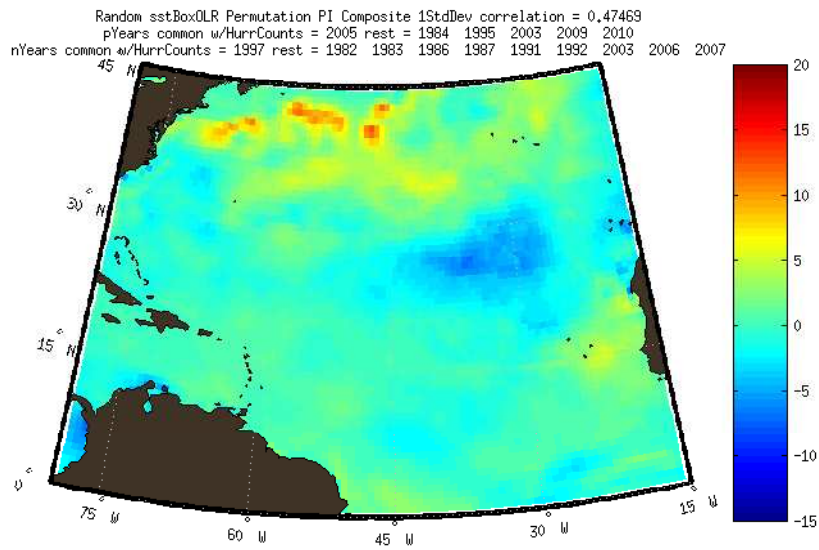 Random sstBoxOLR Permutation PI Composite 1StdDev correlation = 0.47469
pYears common w/HurrCounts = 2005 rest = 1984 1995 2003 2009 2010
nYears common w/HurrCounts = 1997 rest = 1982 1983 1986 1987 1991 1992 2003 2006 2007
45° N
30° N
15° N
0°
75° W
60° W
45° W
30° W
15° W
20
15
10
5
0
-5
-10
-15